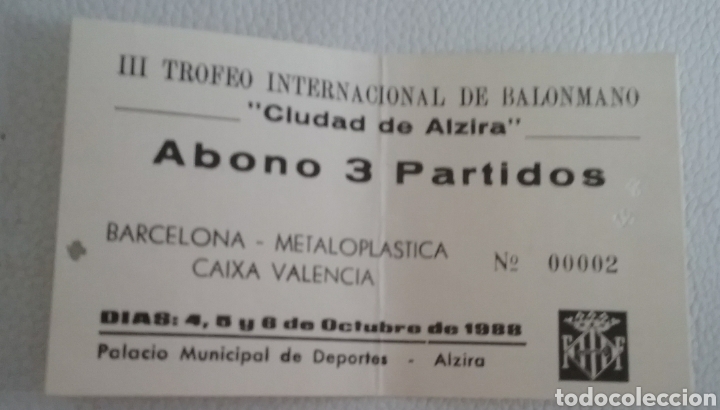 III TROFEO INTERNACIONAL DE BALONMANO
"Ciudad de Alzira"
Abono 3 Partidos
BARCELONA - METALOPLASTICA
CAIXA VALENCIA
Nº 00002
DIAS: 4, 5 y 6 de Octubre de 1988
Palacio Municipal de Deportes - Alzira
F F
todocoleccion